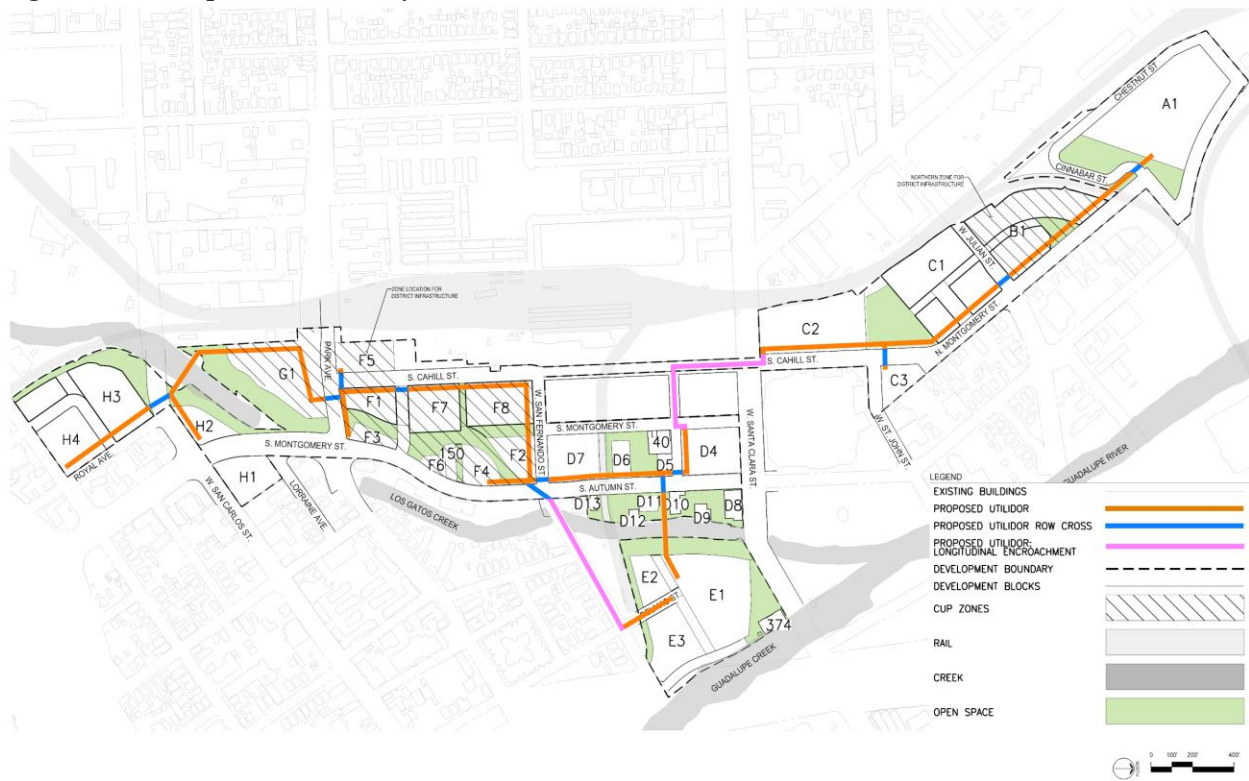 CHESTNUT ST.
A1
CINNABAR ST.
NORTHERN ZONE FOR
DISTRICT INFRASTRUCTURE
B1
W. JULIAN ST.
C1
N. MONTGOMERY ST.
C2
S. CAHILL ST.
C3
W. ST. JOHN ST.
ZONE LOCATION FOR
DISTRICT INFRASTRUCTURE
PARK AVE.
F5
G1
S. CAHILL ST.
H3
H4
H2
ROYAL AVE.
H1
W. SAN CARLOS ST.
LORRAINE AVE.
S. MONTGOMERY ST.
F1
F7
F8
F3
150
F6
F4
F2
W. SAN FERNANDO ST.
S. MONTGOMERY ST.
40
D7
D6
D5
D4
W. SANTA CLARA ST.
S. AUTUMN ST.
LOS GATOS CREEK
D13
D11
D10
D12
D9
D8
E2
E1
E3
374
GUADALUPE CREEK
GUADALUPE RIVER
LEGEND
EXISTING BUILDINGS
PROPOSED UTILIDOR
PROPOSED UTILIDOR ROW CROSS
PROPOSED UTILIDOR:
LONGITUDINAL ENCROACHMENT
DEVELOPMENT BOUNDARY
DEVELOPMENT BLOCKS
CUP ZONES
RAIL
CREEK
OPEN SPACE
0 100' 200' 400'